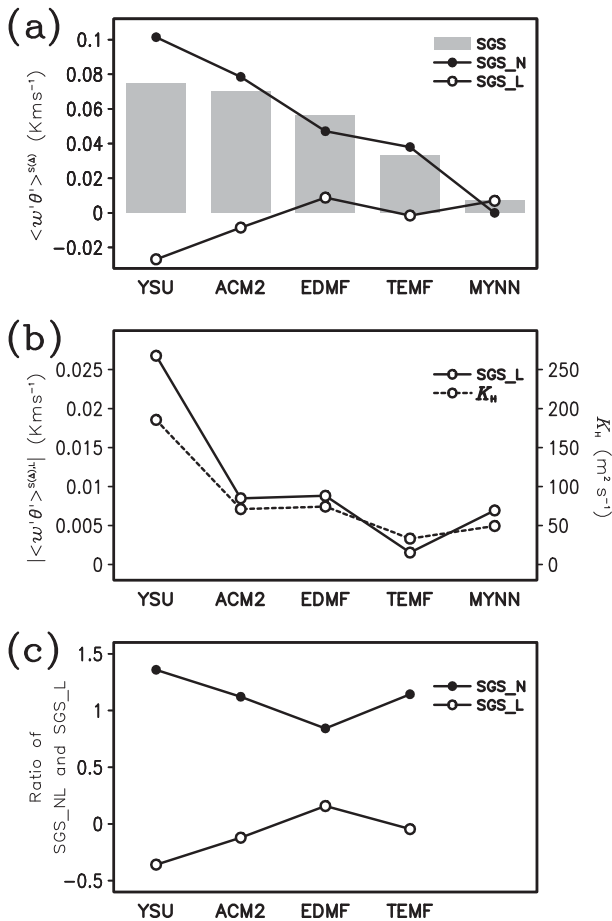 (a)
0.1
0.08
0.06
0.04
0.02
0
−0.02
<w'θ'>^S(Δ) (Kms⁻¹)
SGS
SGS_N
SGS_L
YSU ACM2 EDMF TEMF MYNN
(b)
0.025
0.02
0.015
0.01
0.005
0
|<w'θ'>^S(Δ),L| (Kms⁻¹)
SGS_L
K_H
250
200
150
100
50
0
K_H (m² s⁻¹)
YSU ACM2 EDMF TEMF MYNN
(c)
1.5
1
0.5
0
−0.5
Ratio of
SGS_NL and SGS_L
SGS_N
SGS_L
YSU ACM2 EDMF TEMF